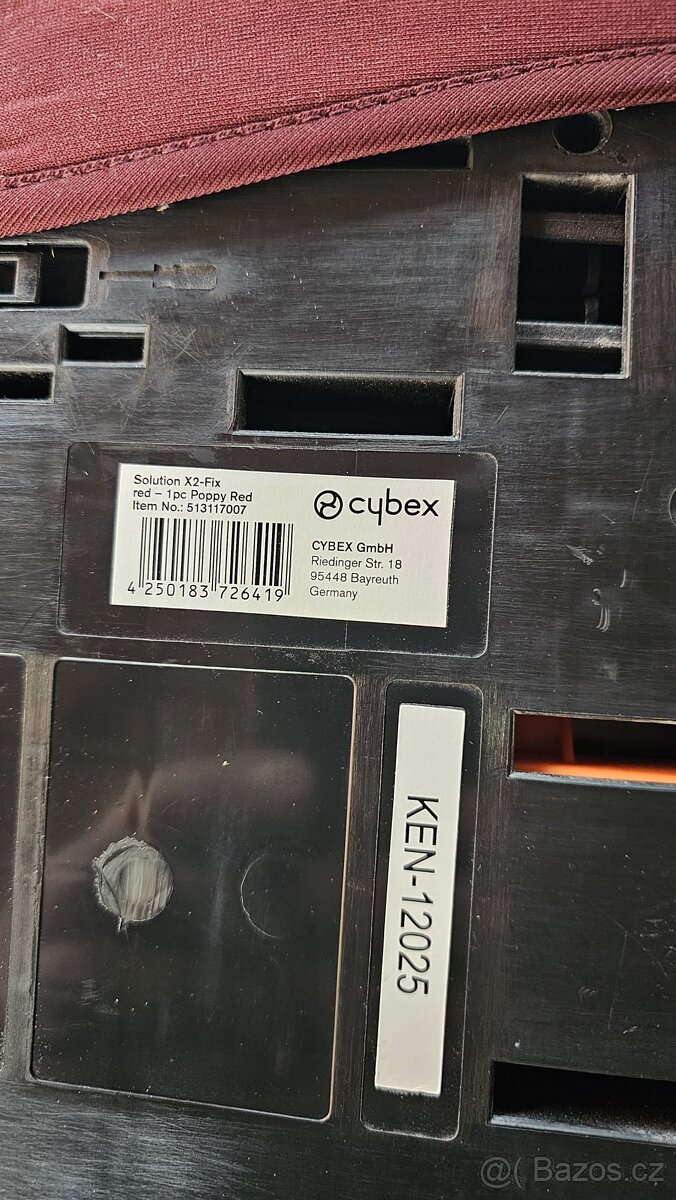 Solution X2-Fix
red – 1pc Poppy Red
Item No.: 513117007
4 250183 726419
cybex
CYBEX GmbH
Riedinger Str. 18
95448 Bayreuth
Germany
KEN-12025
@( Bazos.cz